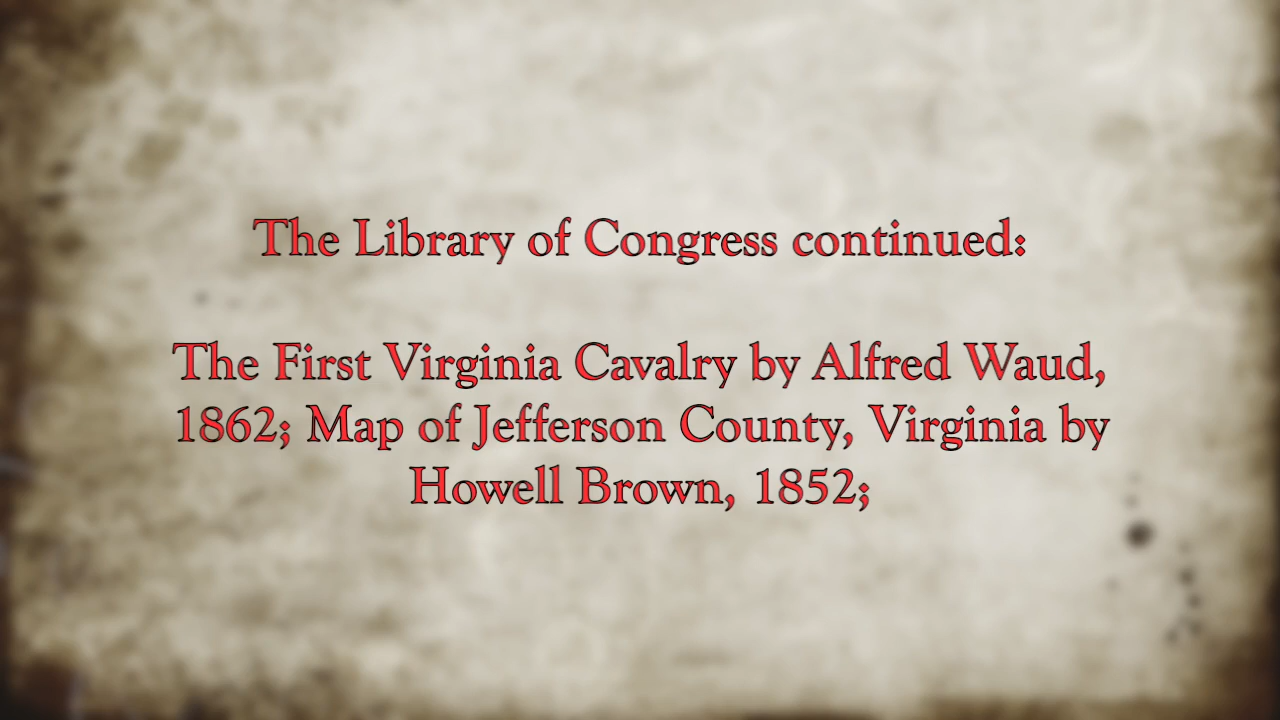 The Library of Congress continued:
The First Virginia Cavalry by Alfred Waud,
1862; Map of Jefferson County, Virginia by
Howell Brown, 1852;